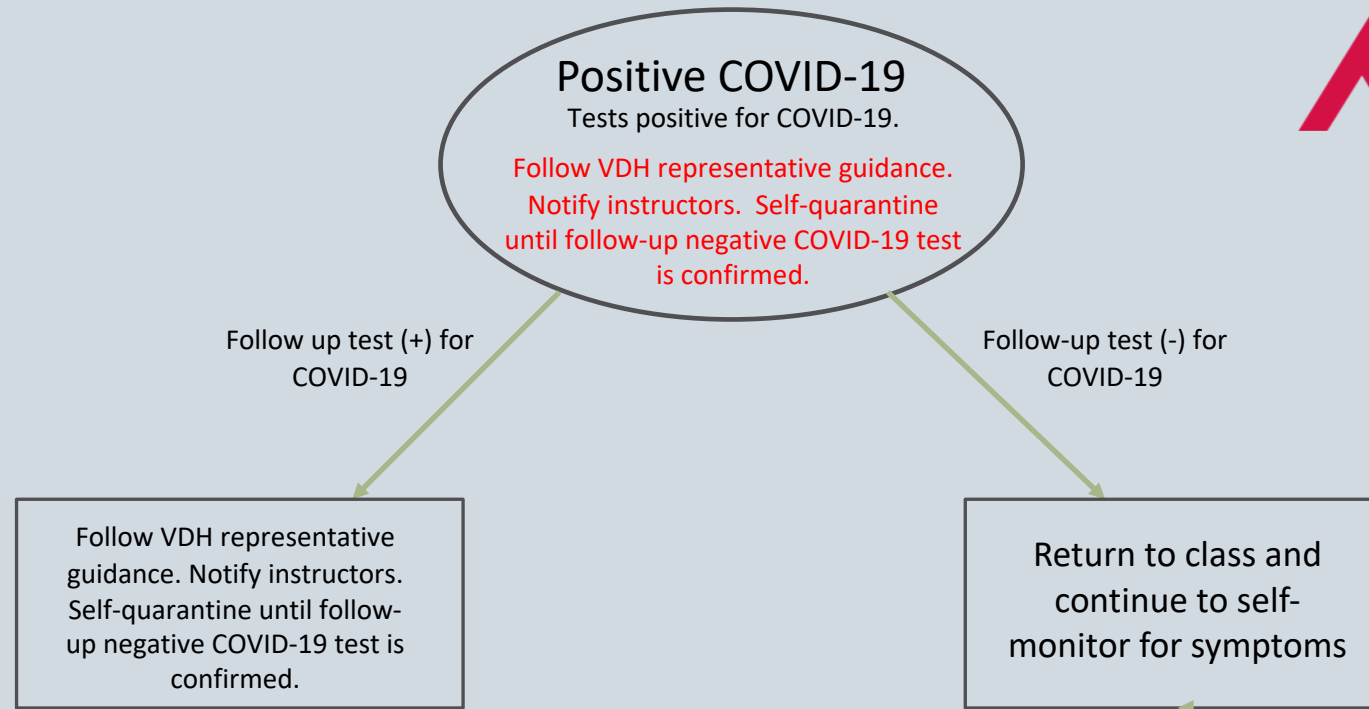 Positive COVID-19
Tests positive for COVID-19.
Follow VDH representative guidance.
Notify instructors.  Self-quarantine
until follow-up negative COVID-19 test
is confirmed.
Follow up test (+) for
COVID-19
Follow-up test (-) for
COVID-19
Follow VDH representative
guidance. Notify instructors.
Self-quarantine until follow-
up negative COVID-19 test is
confirmed.
Return to class and
continue to self-
monitor for symptoms